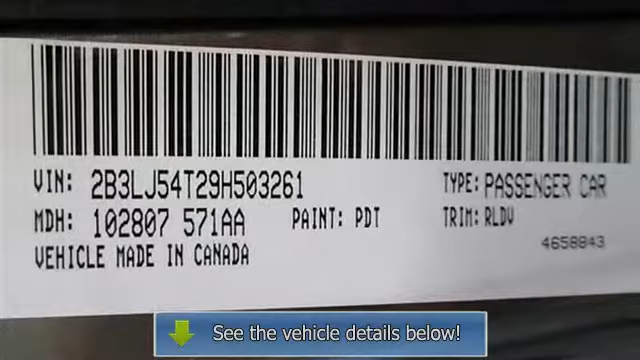 VIN: 2B3LJ54T29H503261 TYPE: PASSENGER CAR
MDH: 102807 571AA PAINT: PDT TRIM: RLDV
VEHICLE MADE IN CANADA 4658843
See the vehicle details below!